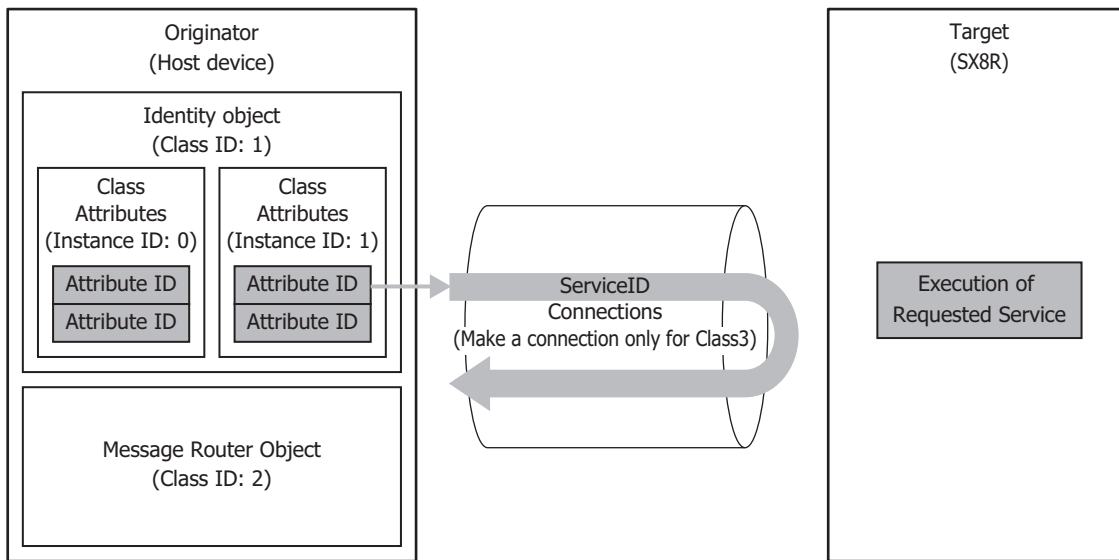 Originator
(Host device)
Identity object
(Class ID: 1)
Class
Attributes
(Instance ID: 0)
Attribute ID
Attribute ID
Class
Attributes
(Instance ID: 1)
Attribute ID
Attribute ID
Message Router Object
(Class ID: 2)
ServiceID
Connections
(Make a connection only for Class3)
Target
(SX8R)
Execution of
Requested Service